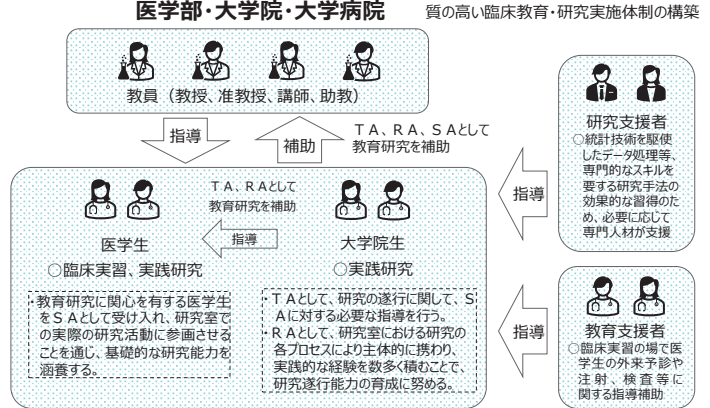 医学部・大学院・大学病院
質の高い臨床教育・研究実施体制の構築
教員（教授、准教授、講師、助教）
指導
補助
ＴＡ、ＲＡ、ＳＡとして
教育研究を補助
ＴＡ、ＲＡとして
教育研究を補助
指導
医学生
○臨床実習、実践研究
・教育研究に関心を有する医学生
をＳＡとして受け入れ、研究室で
の実際の研究活動に参画させる
ことを通じ、基礎的な研究能力を
涵養する。
大学院生
○実践研究
・ＴＡとして、研究の遂行に関して、Ｓ
Ａに対する必要な指導を行う。
・ＲＡとして、研究室における研究の
各プロセスにより主体的に携わり、
実践的な経験を数多く積むことで、
研究遂行能力の育成に努める。
指導
研究支援者
○統計技術を駆使
したデータ処理等、
専門的なスキルを
要する研究手法の
効果的な習得のた
め、必要に応じて
専門人材が支援
指導
教育支援者
○臨床実習の場で医
学生の外来予診や
注射、検査等に
関する指導補助